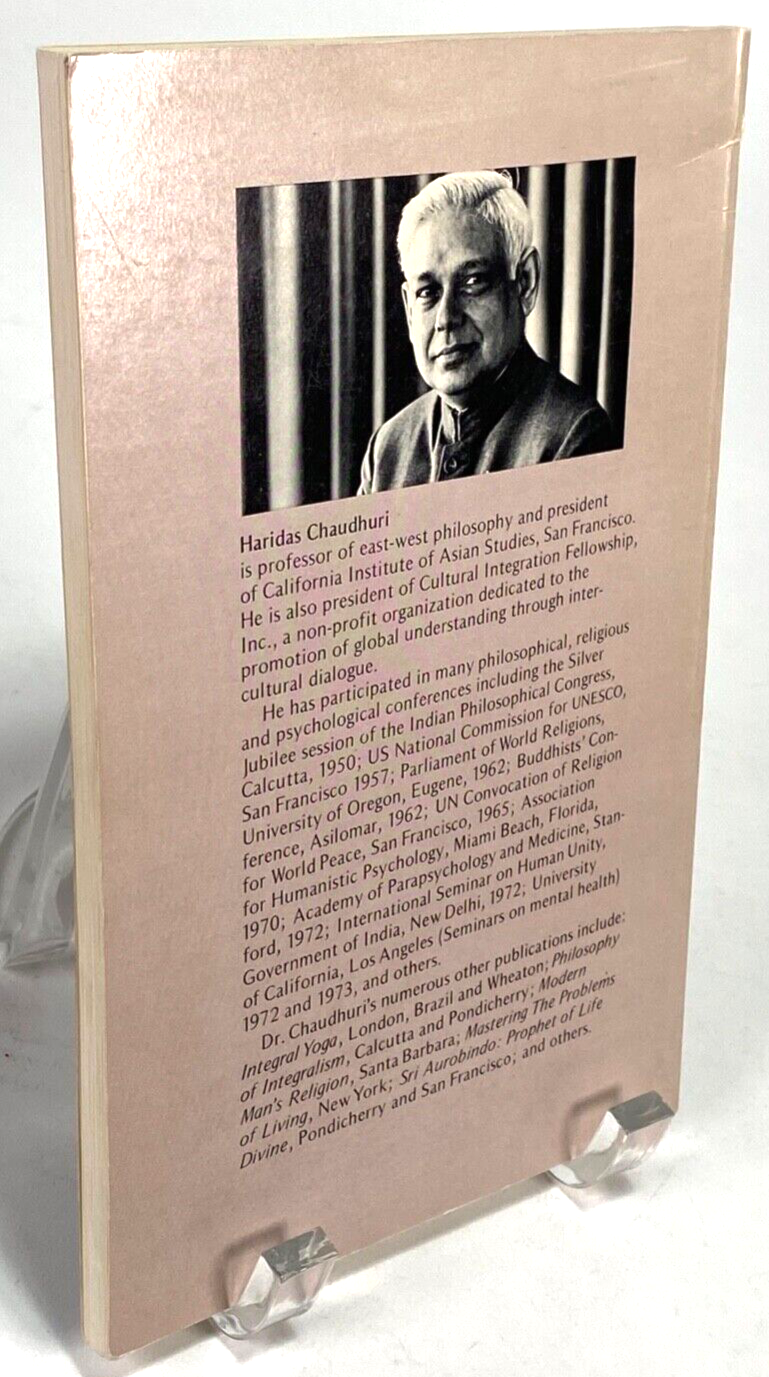 Haridas Chaudhuri
is professor of east-west philosophy and president
of California Institute of Asian Studies, San Francisco.
He is also president of Cultural Integration Fellowship,
Inc., a non-profit organization dedicated to the
promotion of global understanding through inter-
cultural dialogue.
He has participated in many philosophical, religious
and psychological conferences including the Silver
Jubilee session of the Indian Philosophical Congress,
Calcutta, 1950; US National Commission for UNESCO,
San Francisco 1957; Parliament of World Religions,
University of Oregon, Eugene, 1962; Buddhists' Con-
ference, Asilomar, 1962; UN Convocation of Religion
for World Peace, San Francisco, 1965; Association
for Humanistic Psychology, Miami Beach, Florida,
1970; Academy of Parapsychology and Medicine, Stan-
ford, 1972; International Seminar on Human Unity,
Government of India, New Delhi, 1972; University
of California, Los Angeles (Seminars on mental health)
1972 and 1973, and others.
Dr. Chaudhuri's numerous other publications include:
Integral Yoga, London, Brazil and Wheaton; Philosophy
of Integralism, Calcutta and Pondicherry; Modern
Man's Religion, Santa Barbara; Mastering The Problems
of Living, New York; Sri Aurobindo: Prophet of Life
Divine, Pondicherry and San Francisco; and others.